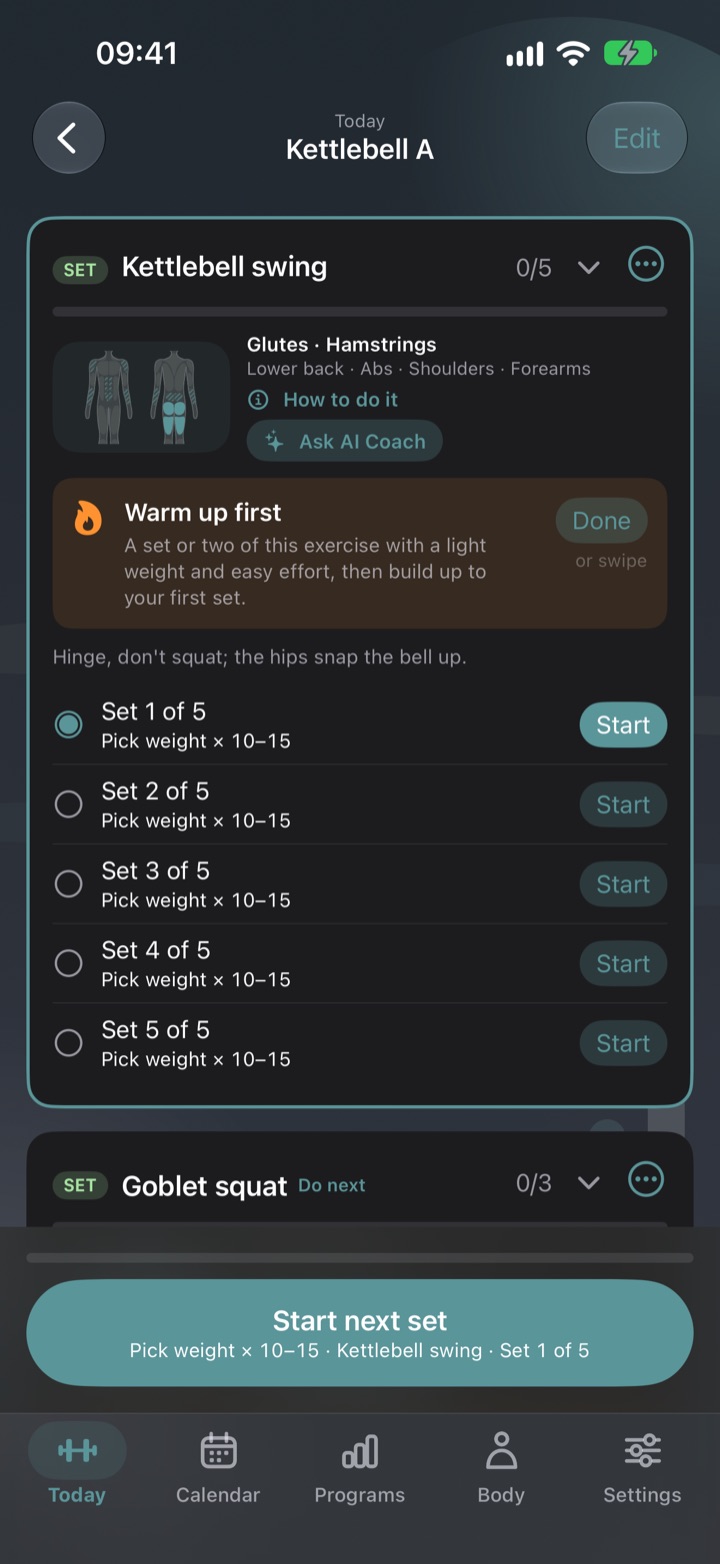 09:41
Today
Kettlebell A
Edit
SET Kettlebell swing 0/5
Glutes · Hamstrings
Lower back · Abs · Shoulders · Forearms
How to do it
Ask AI Coach
Warm up first
Done
A set or two of this exercise with a light
or swipe
weight and easy effort, then build up to
your first set.
Hinge, don't squat; the hips snap the bell up.
Set 1 of 5
Pick weight × 10–15
Start
Set 2 of 5
Pick weight × 10–15
Start
Set 3 of 5
Pick weight × 10–15
Start
Set 4 of 5
Pick weight × 10–15
Start
Set 5 of 5
Pick weight × 10–15
Start
SET Goblet squat Do next 0/3
Start next set
Pick weight × 10–15 · Kettlebell swing · Set 1 of 5
Today Calendar Programs Body Settings